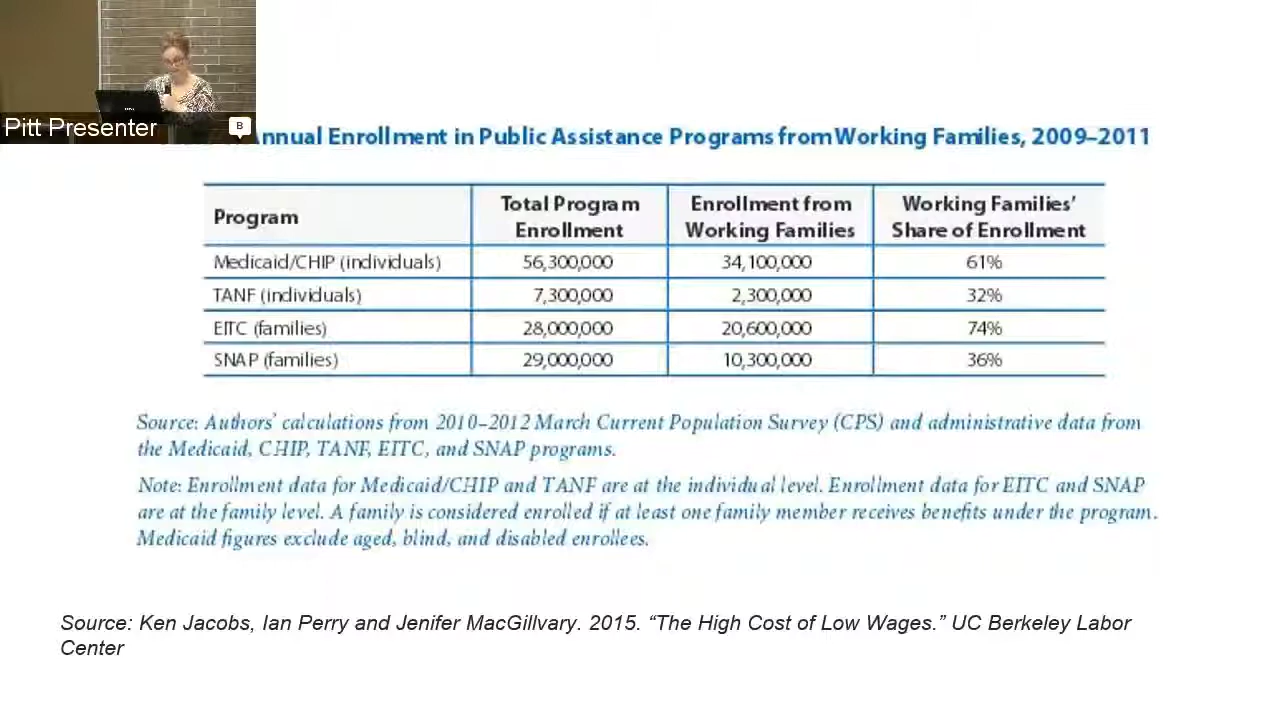 Pitt Presenter
B
Annual Enrollment in Public Assistance Programs from Working Families, 2009–2011
Program
Total Program
Enrollment
Enrollment from
Working Families
Working Families’
Share of Enrollment
Medicaid/CHIP (individuals) 56,300,000 34,100,000 61%
TANF (individuals) 7,300,000 2,300,000 32%
EITC (families) 28,000,000 20,600,000 74%
SNAP (families) 29,000,000 10,300,000 36%
Source: Authors’ calculations from 2010–2012 March Current Population Survey (CPS) and administrative data from
the Medicaid, CHIP, TANF, EITC, and SNAP programs.
Note: Enrollment data for Medicaid/CHIP and TANF are at the individual level. Enrollment data for EITC and SNAP
are at the family level. A family is considered enrolled if at least one family member receives benefits under the program.
Medicaid figures exclude aged, blind, and disabled enrollees.
Source: Ken Jacobs, Ian Perry and Jenifer MacGillvary. 2015. “The High Cost of Low Wages.” UC Berkeley Labor
Center